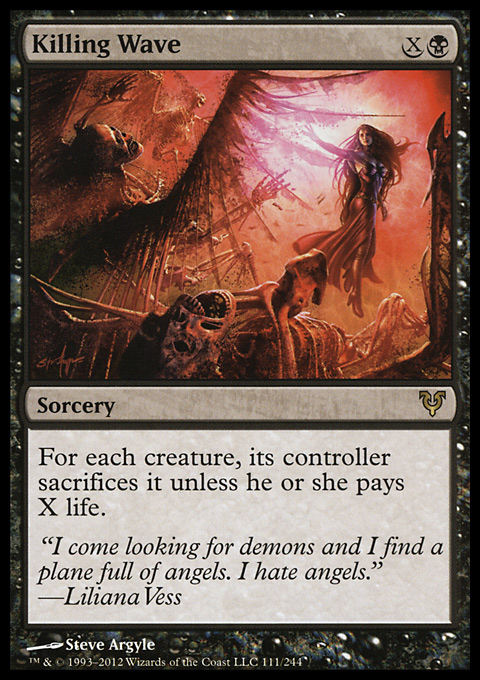 Killing Wave X
Sorcery
For each creature, its controller
sacrifices it unless he or she pays
X life.
“I come looking for demons and I find a
plane full of angels. I hate angels.”
—Liliana Vess
Steve Argyle
™ & © 1993–2012 Wizards of the Coast LLC 111/244